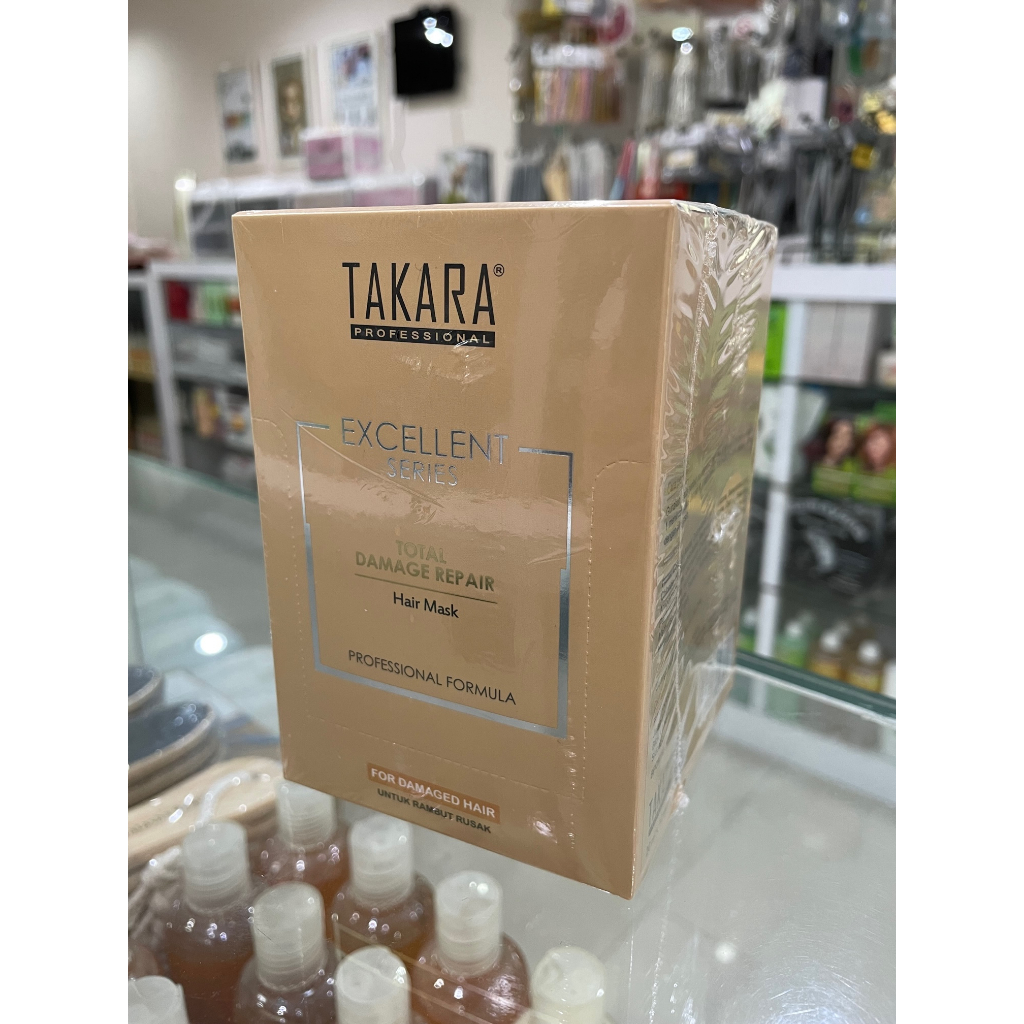 TAKARA®
PROFESSIONAL
EXCELLENT
SERIES
TOTAL
DAMAGE REPAIR
Hair Mask
PROFESSIONAL FORMULA
FOR DAMAGED HAIR
UNTUK RAMBUT RUSAK